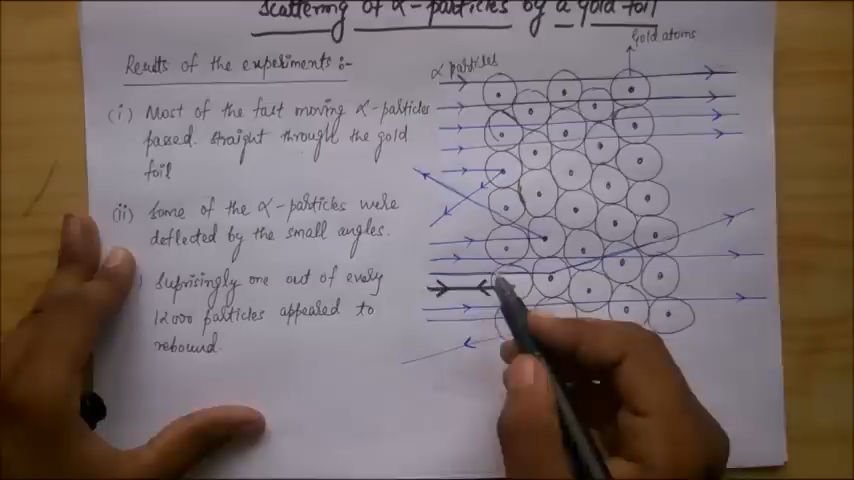 Scattering of α-particles by a gold foil
Results of the experiments :-
(i) Most of the fast moving α-particles
passed. straight through the gold
foil
(ii) Some of the α-particles were
deflected by the small angles.
) Suprisingly one out of every
12000 particles appeared to
rebound.
α particles
Gold atoms